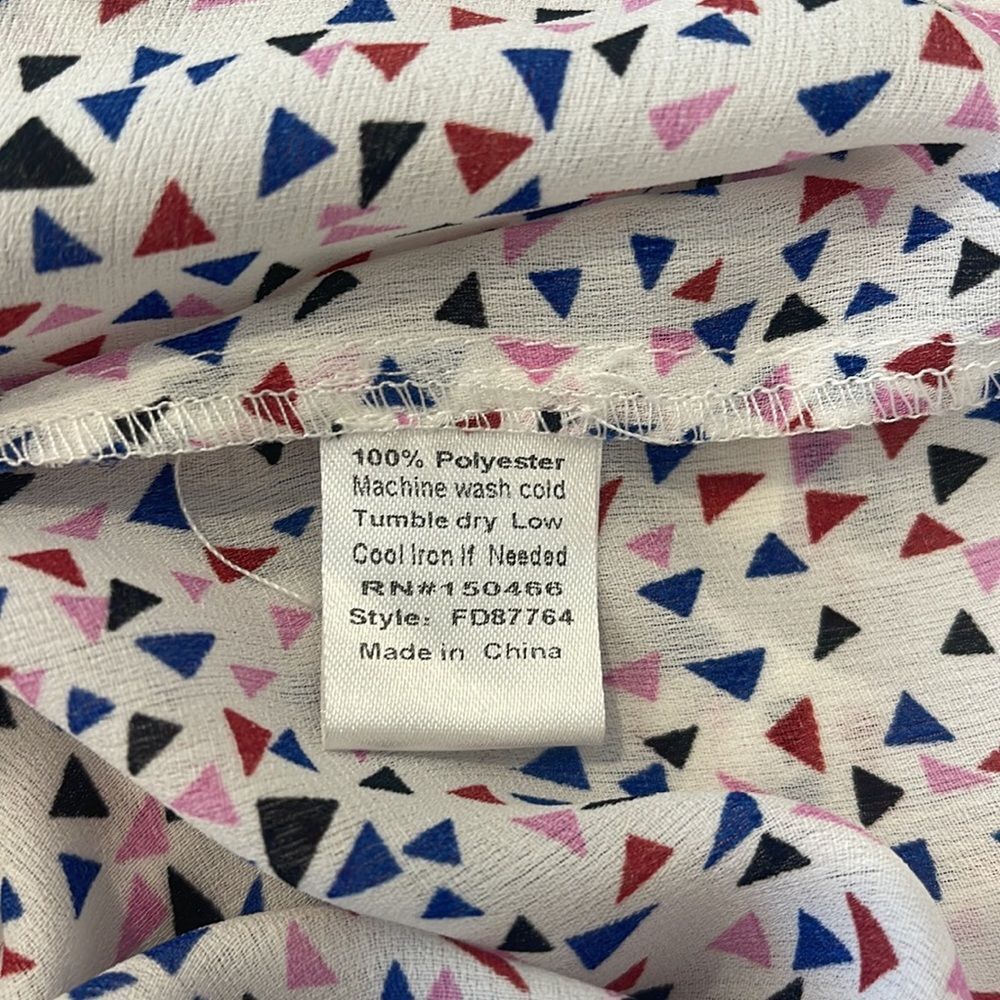 100% Polyester
Machine wash cold
Tumble dry Low
Cool Iron If Needed
RN#150466
Style: FD87764
Made in China